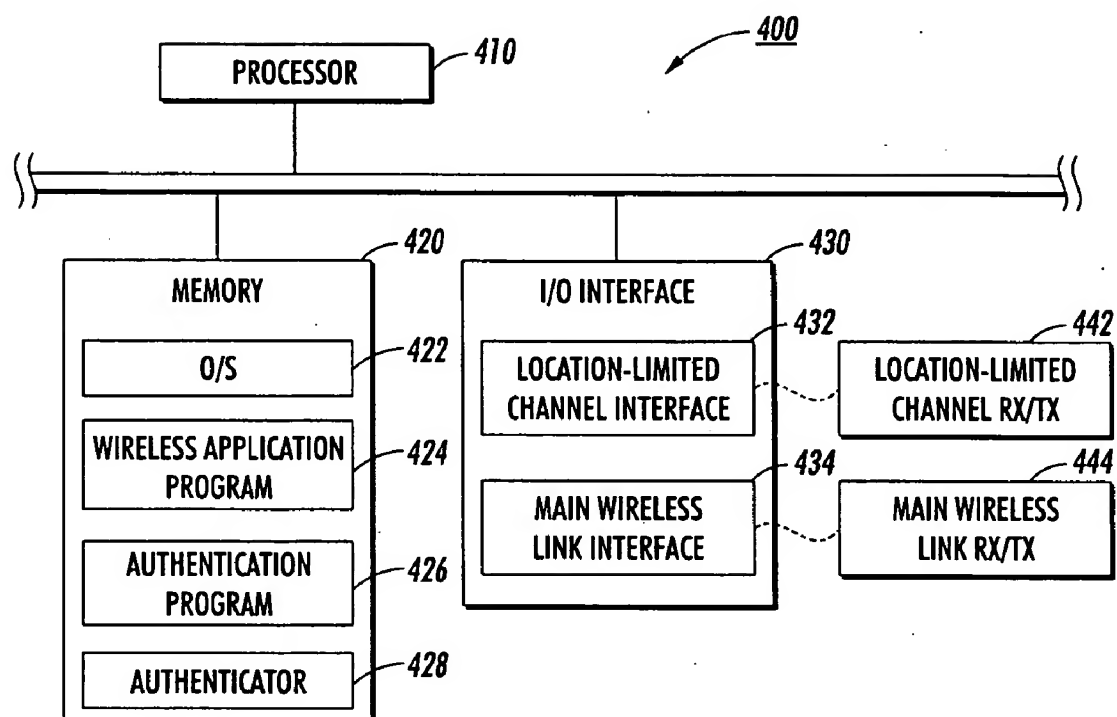 400
PROCESSOR
410
MEMORY
420
O/S
422
WIRELESS APPLICATION
PROGRAM
424
AUTHENTICATION
PROGRAM
426
AUTHENTICATOR
428
I/O INTERFACE
430
LOCATION-LIMITED
CHANNEL INTERFACE
432
MAIN WIRELESS
LINK INTERFACE
434
LOCATION-LIMITED
CHANNEL RX/TX
442
MAIN WIRELESS
LINK RX/TX
444